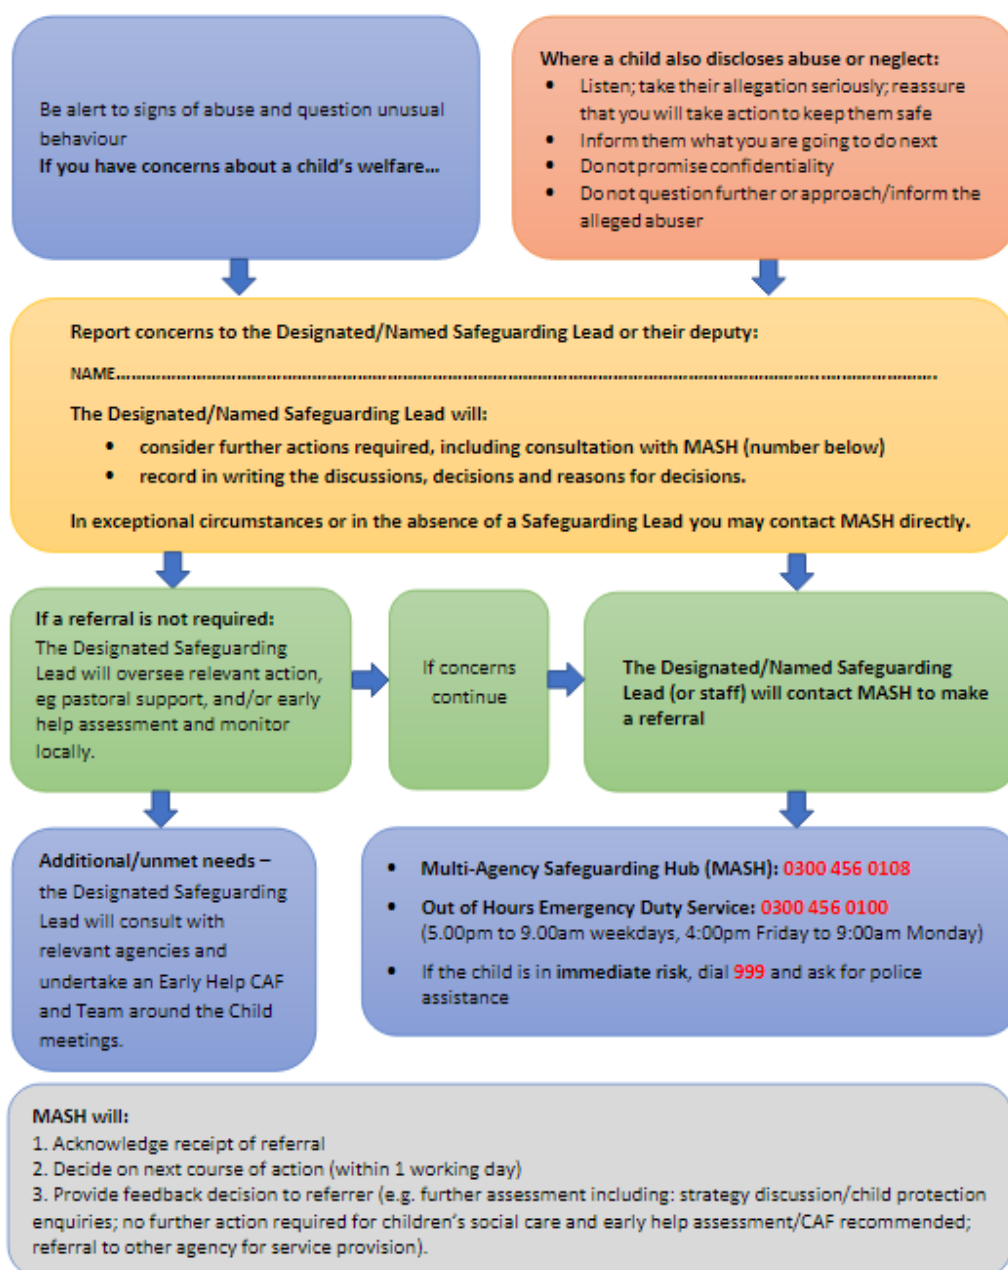 Be alert to signs of abuse and question unusual
behaviour
If you have concerns about a child's welfare…
Where a child also discloses abuse or neglect:
• Listen; take their allegation seriously; reassure
that you will take action to keep them safe
• Inform them what you are going to do next
• Do not promise confidentiality
• Do not question further or approach/inform the
alleged abuser
Report concerns to the Designated/Named Safeguarding Lead or their deputy:
NAME……………………………………………………………………………………………………………………………………………….
The Designated/Named Safeguarding Lead will:
• consider further actions required, including consultation with MASH (number below)
• record in writing the discussions, decisions and reasons for decisions.
In exceptional circumstances or in the absence of a Safeguarding Lead you may contact MASH directly.
If a referral is not required:
The Designated Safeguarding
Lead will oversee relevant action,
eg pastoral support, and/or early
help assessment and monitor
locally.
If concerns
continue
The Designated/Named Safeguarding
Lead (or staff) will contact MASH to make
a referral
Additional/unmet needs –
the Designated Safeguarding
Lead will consult with
relevant agencies and
undertake an Early Help CAF
and Team around the Child
meetings.
• Multi-Agency Safeguarding Hub (MASH): 0300 456 0108
• Out of Hours Emergency Duty Service: 0300 456 0100
(5.00pm to 9.00am weekdays, 4:00pm Friday to 9:00am Monday)
• If the child is in immediate risk, dial 999 and ask for police
assistance
MASH will:
1. Acknowledge receipt of referral
2. Decide on next course of action (within 1 working day)
3. Provide feedback decision to referrer (e.g. further assessment including: strategy discussion/child protection
enquiries; no further action required for children's social care and early help assessment/CAF recommended;
referral to other agency for service provision).